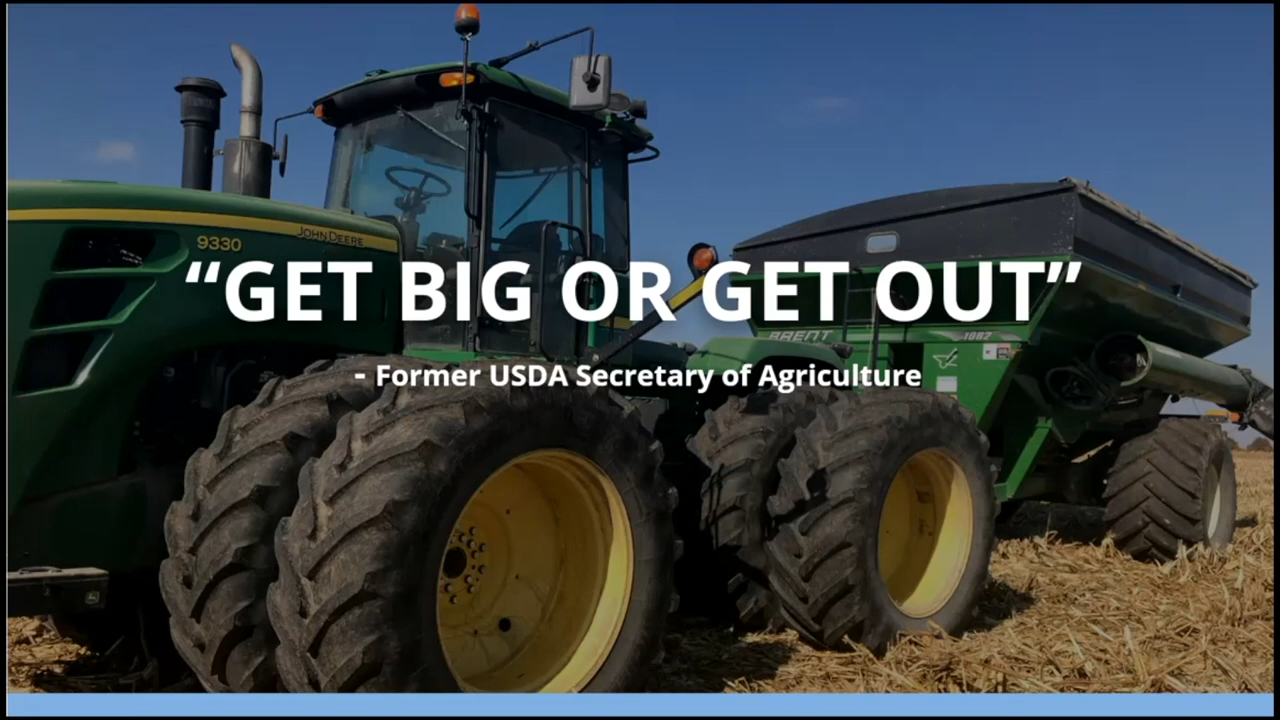 9330
JOHN DEERE
“GET BIG OR GET OUT”
BRENT
1082
- Former USDA Secretary of Agriculture